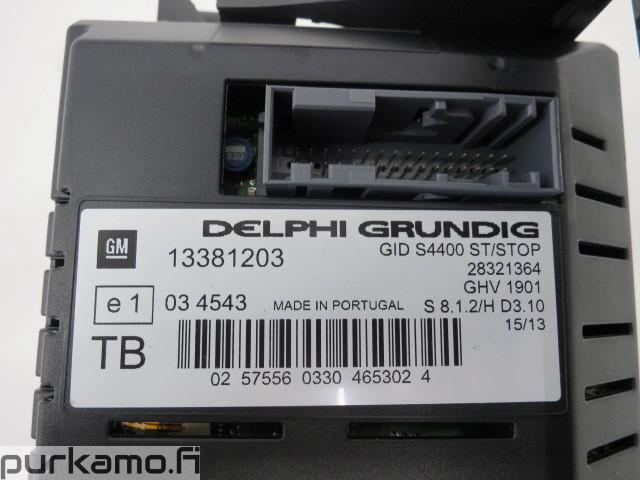 330
DELPHI GRUNDIG
GM
13381203
GID S4400 ST/STOP
28321364
GHV 1901
e 1
03 4543
MADE IN PORTUGAL
S 8.1.2/H D3.10
15/13
TB
02 57556 0330 465302 4
purkamo.fi